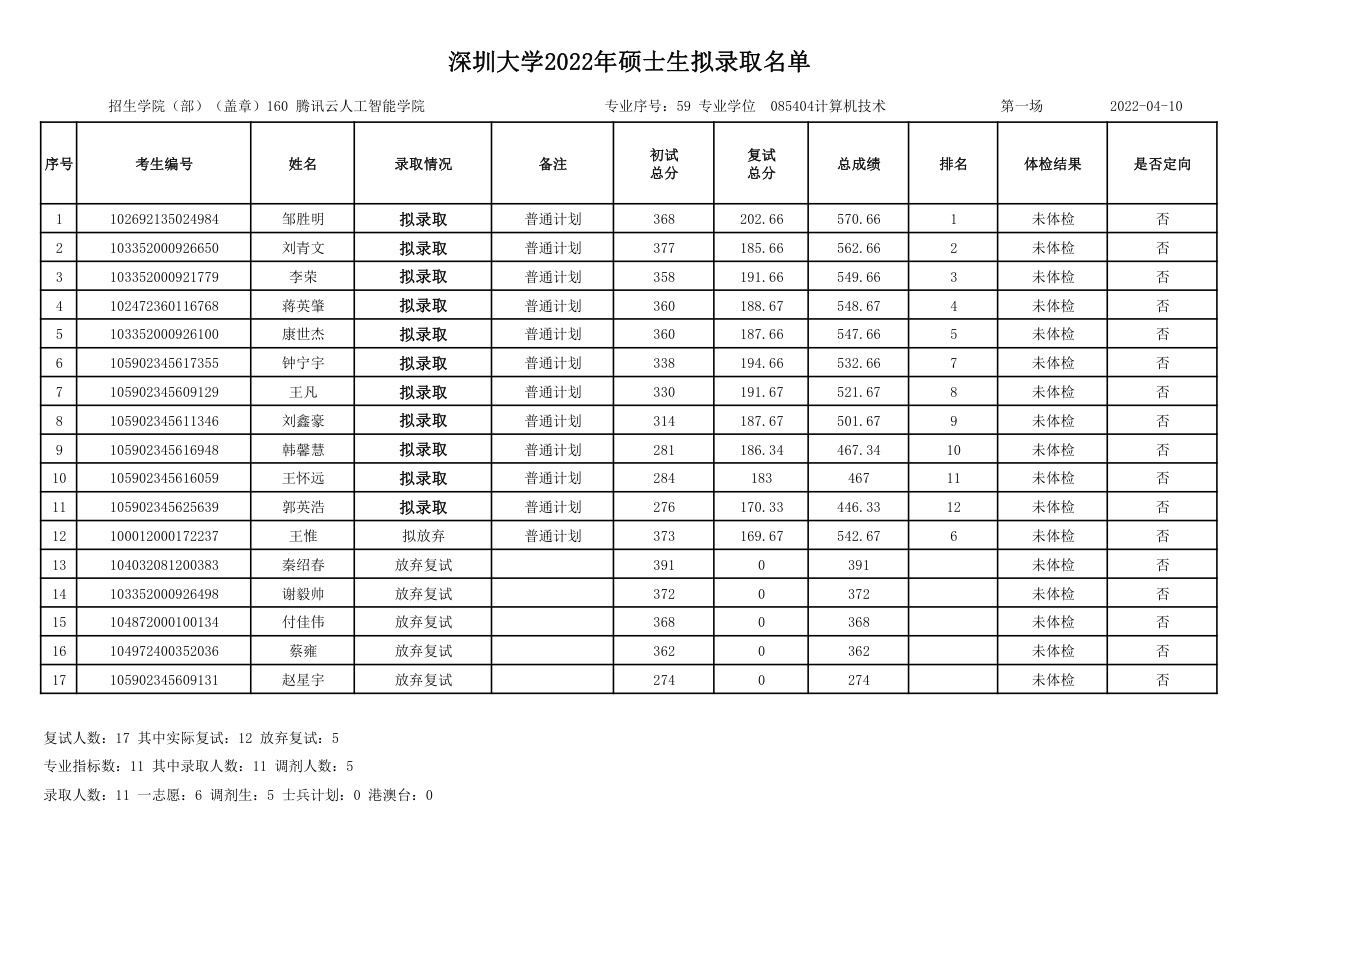 深圳大学2022年硕士生拟录取名单
招生学院（部）（盖章）160 腾讯云人工智能学院 专业序号：59 专业学位 085404计算机技术 第一场 2022-04-10
序号 考生编号 姓名 录取情况 备注 初试总分 复试总分 总成绩 排名 体检结果 是否定向
1 102692135024984 邹胜明 拟录取 普通计划 368 202.66 570.66 1 未体检 否
2 103352000926650 刘青文 拟录取 普通计划 377 185.66 562.66 2 未体检 否
3 103352000921779 李荣 拟录取 普通计划 358 191.66 549.66 3 未体检 否
4 102472360116768 蒋英肇 拟录取 普通计划 360 188.67 548.67 4 未体检 否
5 103352000926100 康世杰 拟录取 普通计划 360 187.66 547.66 5 未体检 否
6 105902345617355 钟宁宇 拟录取 普通计划 338 194.66 532.66 7 未体检 否
7 105902345609129 王凡 拟录取 普通计划 330 191.67 521.67 8 未体检 否
8 105902345611346 刘鑫豪 拟录取 普通计划 314 187.67 501.67 9 未体检 否
9 105902345616948 韩馨慧 拟录取 普通计划 281 186.34 467.34 10 未体检 否
10 105902345616059 王怀远 拟录取 普通计划 284 183 467 11 未体检 否
11 105902345625639 郭英浩 拟录取 普通计划 276 170.33 446.33 12 未体检 否
12 100012000172237 王惟 拟放弃 普通计划 373 169.67 542.67 6 未体检 否
13 104032081200383 秦绍春 放弃复试 391 0 391 未体检 否
14 103352000926498 谢毅帅 放弃复试 372 0 372 未体检 否
15 104872000100134 付佳伟 放弃复试 368 0 368 未体检 否
16 104972400352036 蔡雍 放弃复试 362 0 362 未体检 否
17 105902345609131 赵星宇 放弃复试 274 0 274 未体检 否
复试人数：17 其中实际复试：12 放弃复试：5
专业指标数：11 其中录取人数：11 调剂人数：5
录取人数：11 一志愿：6 调剂生：5 士兵计划：0 港澳台：0